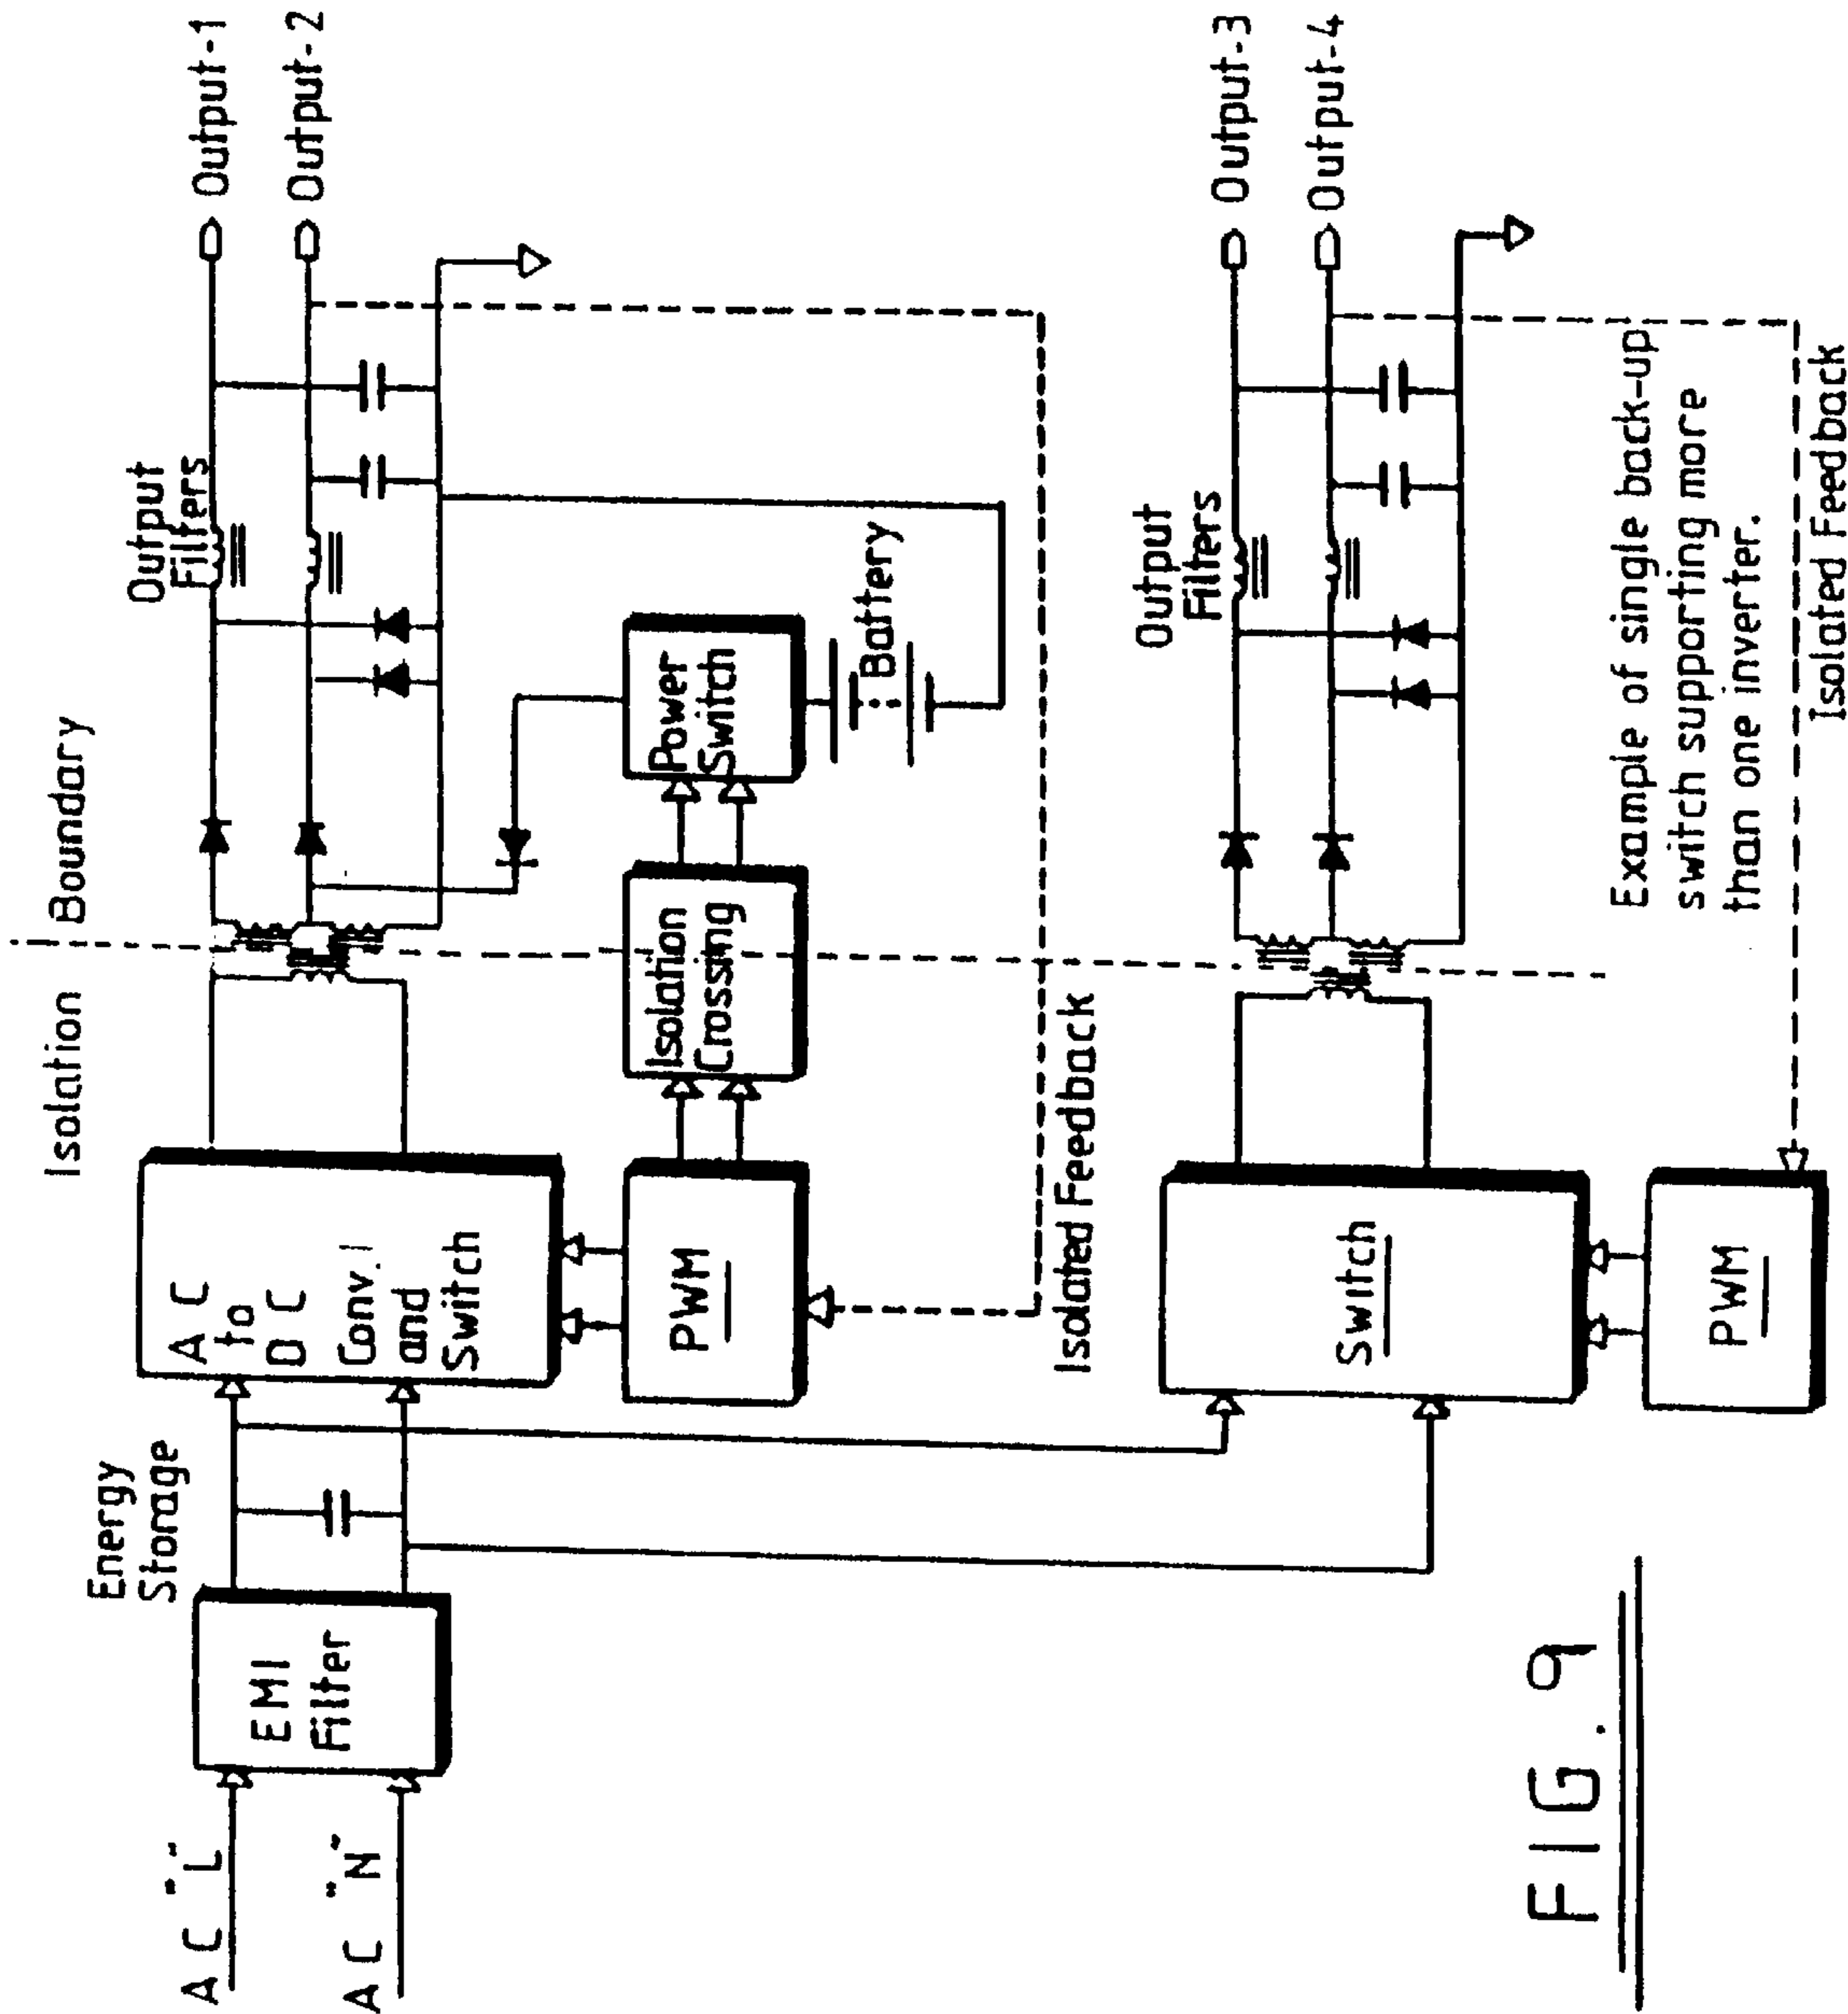 Isolation Boundary
Energy
Storage
Output
Filters
Output-1
Output-2
AC "L"
AC "N"
EMI
Filter
AC
to
DC
Conv.
and
Switch
PWM
Isolation
Crossing
Power
Switch
Battery
Isolated Feedback
Output
Filters
Output-3
Output-4
Switch
PWM
Example of single back-up
switch supporting more
than one inverter.
Isolated Feedback
FIG. 9